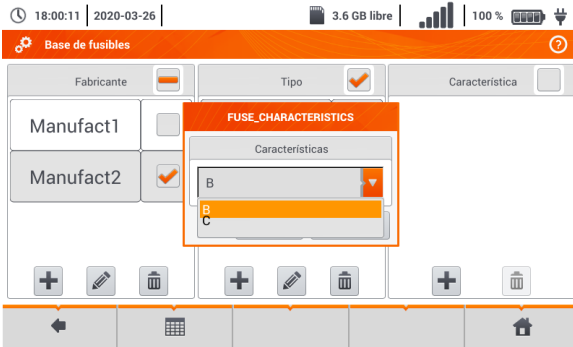 18:00:11 2020-03-26 3.6 GB libre 100 %
Base de fusibles
Fabricante Tipo Característica
FUSE_CHARACTERISTICS
Características
Manufact1
Manufact2
B
B
C